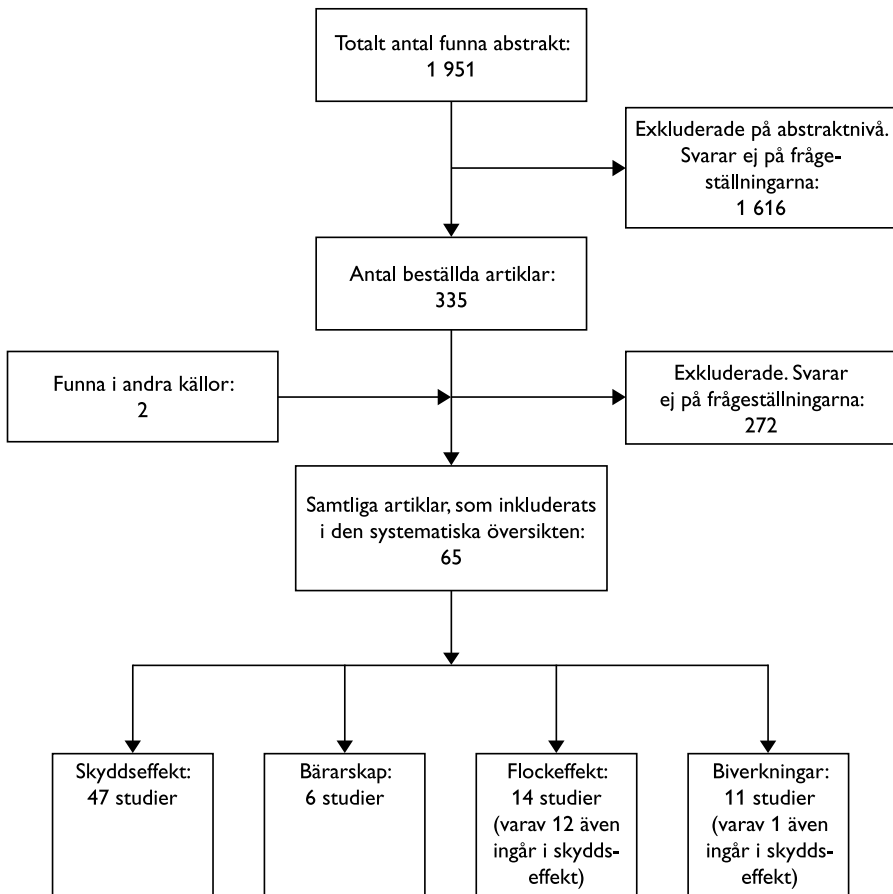 Totalt antal funna abstrakt:
1 951
Exkluderade på abstraktnivå.
Svarar ej på fråge-
ställningarna:
1 616
Antal beställda artiklar:
335
Funna i andra källor:
2
Exkluderade. Svarar
ej på frågeställningarna:
272
Samtliga artiklar, som inkluderats
i den systematiska översikten:
65
Skyddseffekt:
47 studier
Bärarskap:
6 studier
Flockeffekt:
14 studier
(varav 12 även
ingår i skydds-
effekt)
Biverkningar:
11 studier
(varav 1 även
ingår i skydds-
effekt)